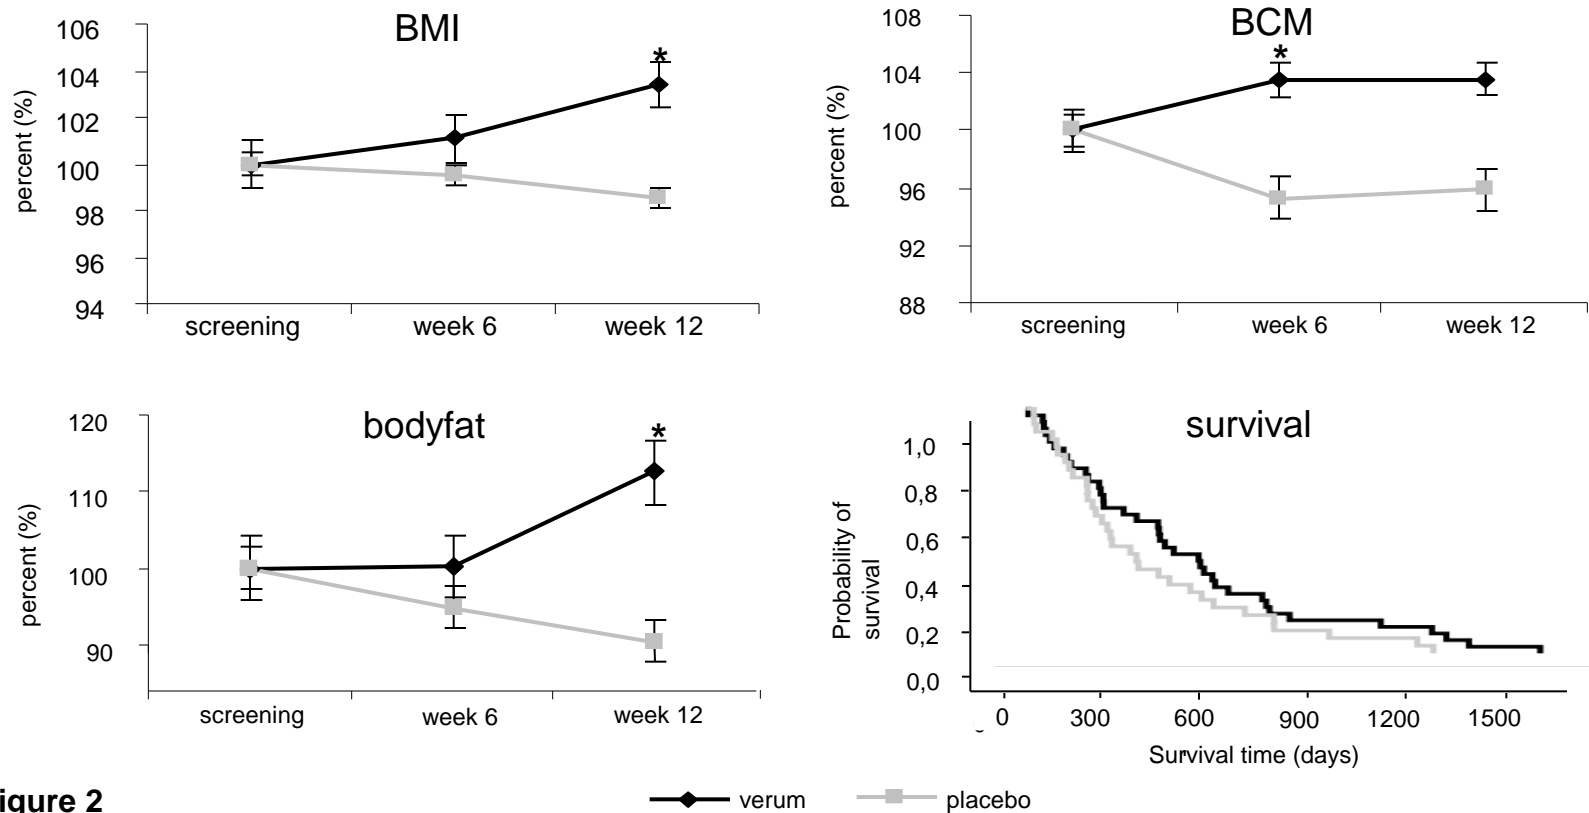 BMI
106
104
102
100
98
96
94
percent (%)
*
screening
week 6
week 12
BCM
108
104
100
96
92
88
percent (%)
*
screening
week 6
week 12
bodyfat
120
110
100
90
percent (%)
*
screening
week 6
week 12
survival
1,0
0,8
0,6
0,4
0,2
0,0
Probability of
survival
0
300
600
900
1200
1500
Survival time (days)
igure 2
verum
placebo